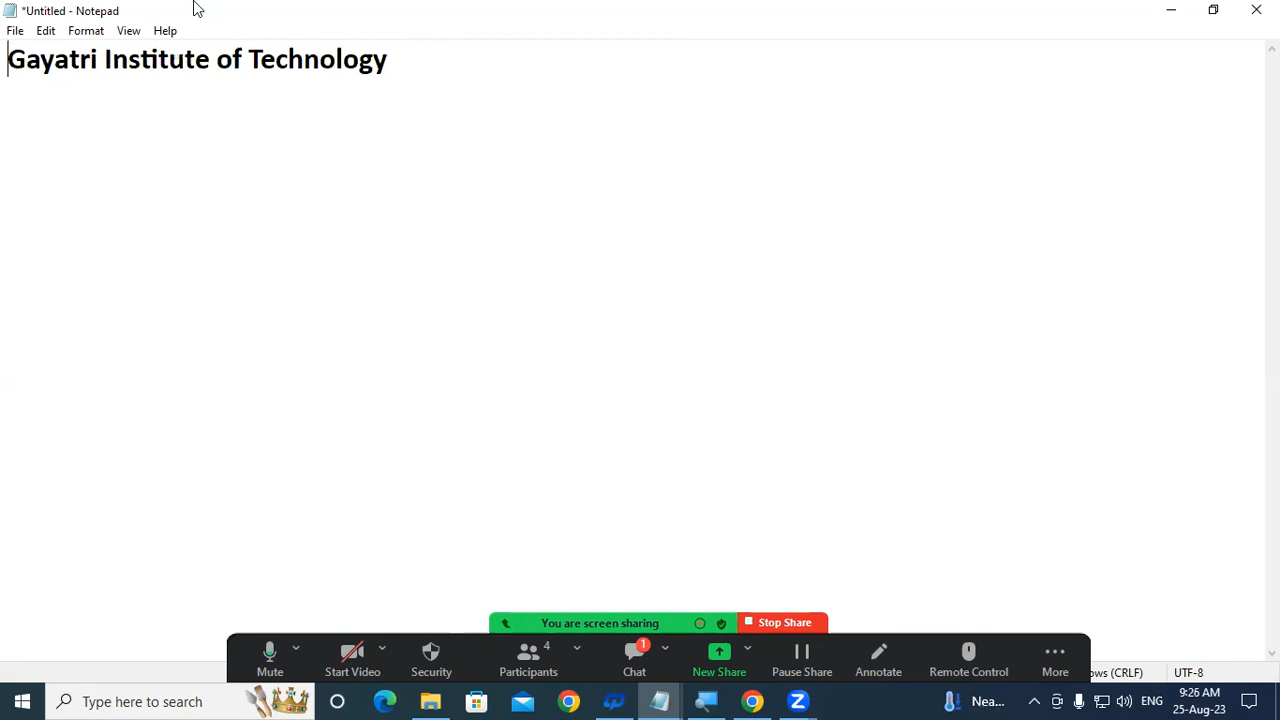 *Untitled - Notepad
File Edit Format View Help
Gayatri Institute of Technology
You are screen sharing Stop Share
4 1
Mute Start Video Security Participants Chat New Share Pause Share Annotate Remote Control More
ows (CRLF) UTF-8
Type here to search Nea... ENG 9:26 AM
25-Aug-23